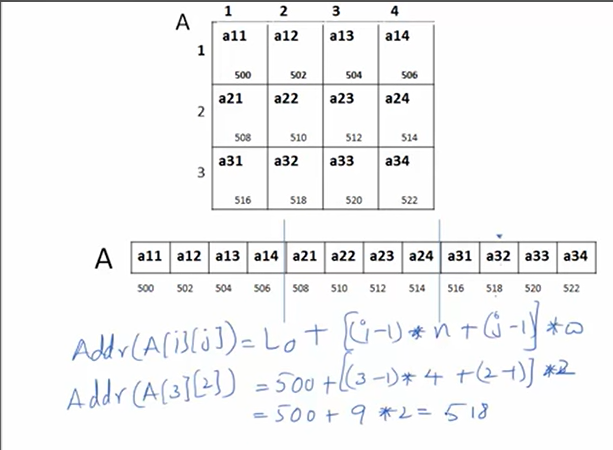 A
1 2 3 4
1 a11 a12 a13 a14
500 502 504 506
2 a21 a22 a23 a24
508 510 512 514
3 a31 a32 a33 a34
516 518 520 522
A a11 a12 a13 a14 a21 a22 a23 a24 a31 a32 a33 a34
500 502 504 506 508 510 512 514 516 518 520 522
Addr(A[i][j]) = L0 + [(i-1) * n + (j-1)] * ω
Addr(A[3][2]) = 500 + [(3-1)* 4 + (2-1)] *2
= 500 + 9 *2 = 518